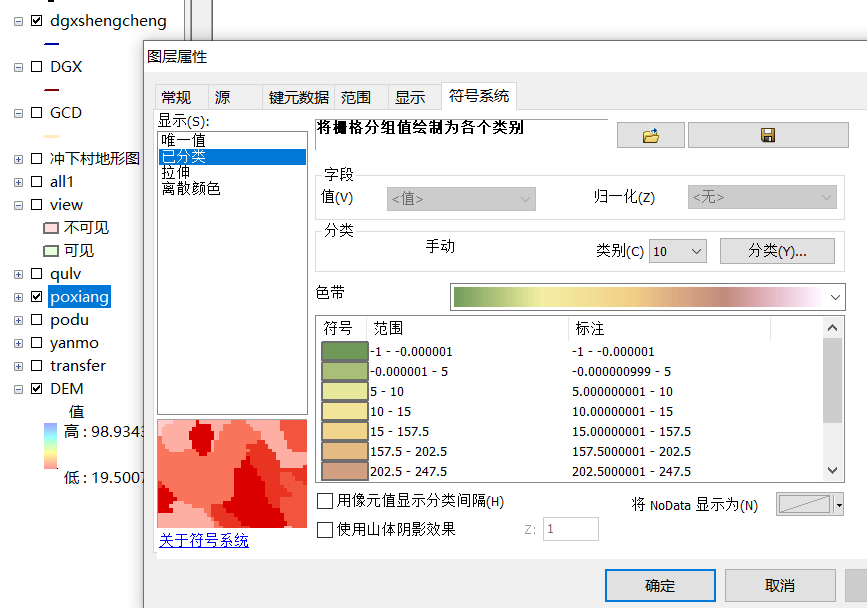 dgxshengcheng
DGX
GCD
冲下村地形图
all1
view
不可见
可见
qulv
poxiang
podu
yanmo
transfer
DEM
值
高 : 98.9343
低 : 19.5007
图层属性
常规 源 键元数据 范围 显示 符号系统
显示(S):
唯一值
已分类
拉伸
离散颜色
将栅格分组值绘制为各个类别
字段
值(V) <值> 归一化(Z) <无>
分类
手动 类别(C) 10 分类(Y)...
色带
符号 范围 标注
-1 - -0.000001 -1 - -0.000001
-0.000001 - 5 -0.000000999 - 5
5 - 10 5.000000001 - 10
10 - 15 10.00000001 - 15
15 - 157.5 15.00000001 - 157.5
157.5 - 202.5 157.5000001 - 202.5
202.5 - 247.5 202.5000001 - 247.5
用像元值显示分类间隔(H) 将 NoData 显示为(N)
使用山体阴影效果 Z: 1
关于符号系统
确定 取消